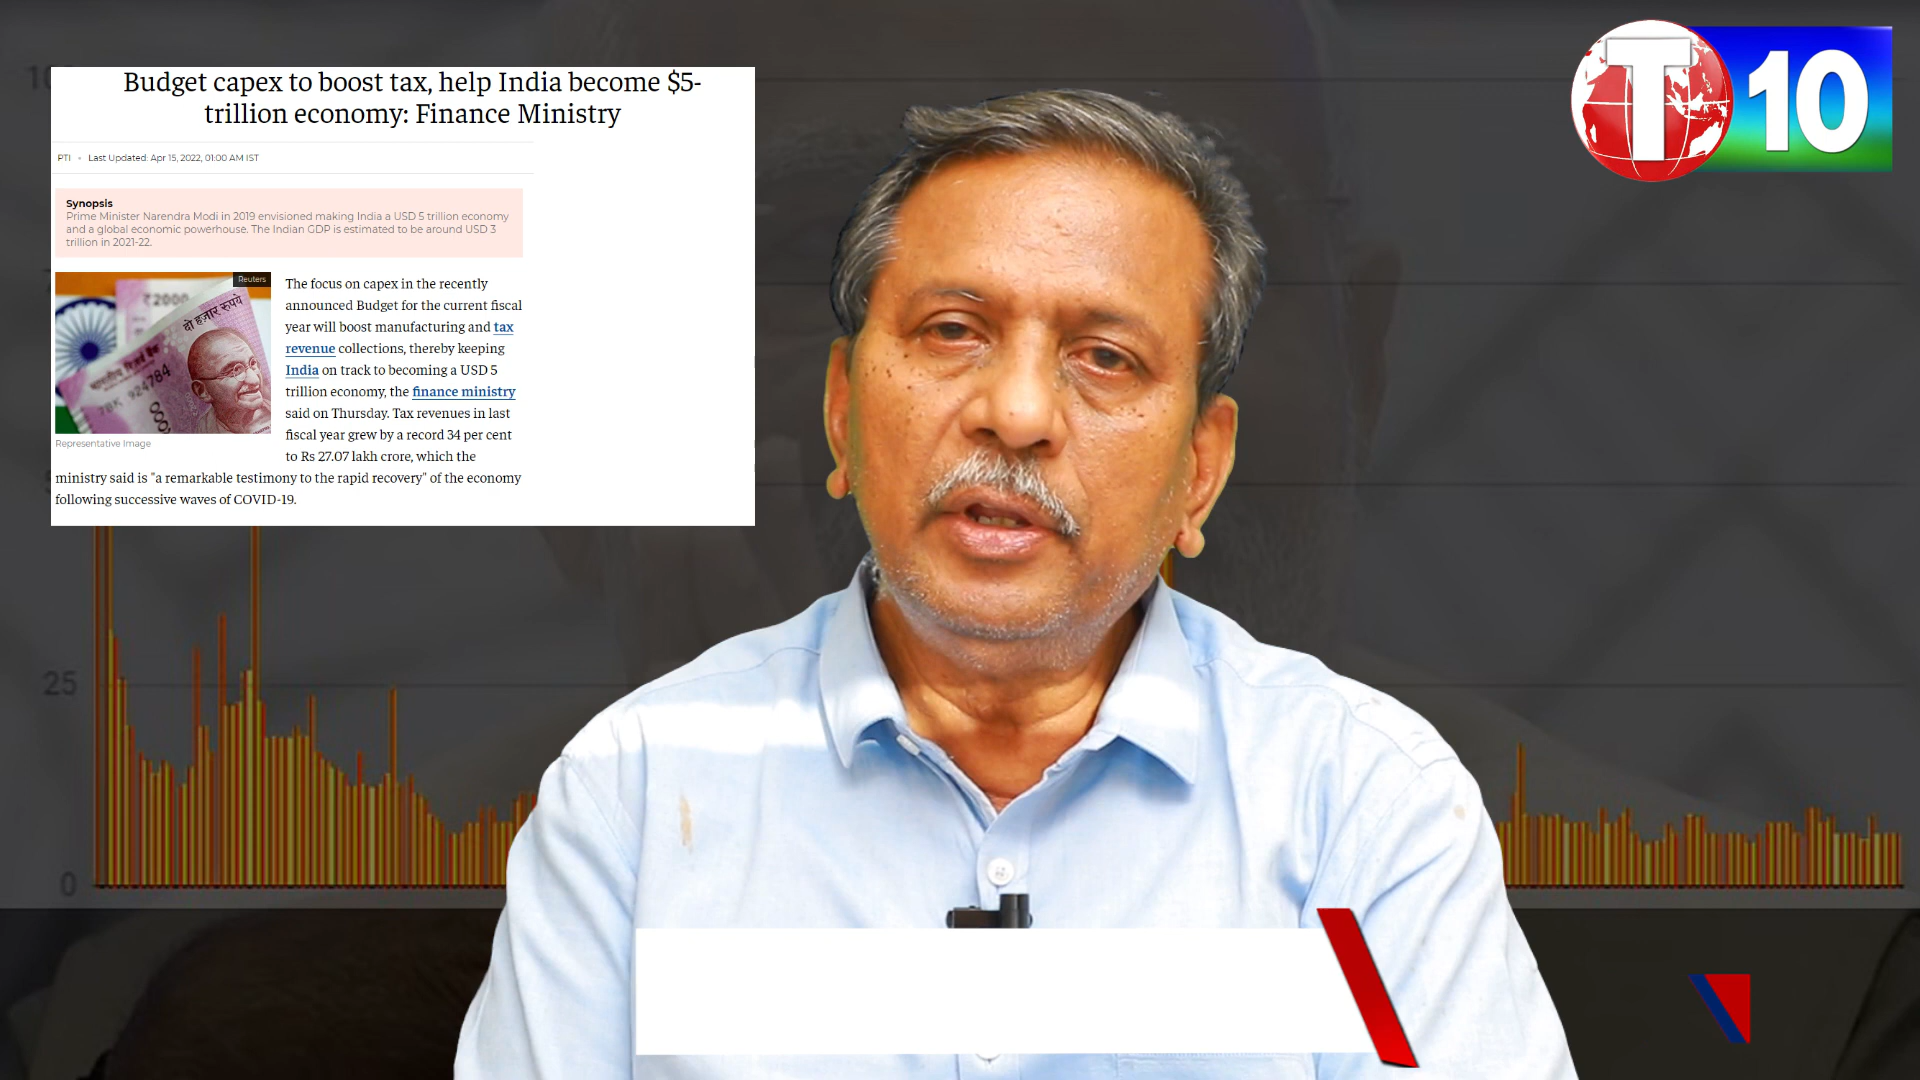 Budget capex to boost tax, help India become $5-
trillion economy: Finance Ministry
PTI • Last Updated: Apr 15, 2022, 01:00 AM IST
Synopsis
Prime Minister Narendra Modi in 2019 envisioned making India a USD 5 trillion economy
and a global economic powerhouse. The Indian GDP is estimated to be around USD 3
trillion in 2021-22.
Reuters
₹2000
दो हज़ार रुपये
भारतीय रिज़र्व बैंक
7BK 924784
000
Representative Image
The focus on capex in the recently
announced Budget for the current fiscal
year will boost manufacturing and tax
revenue collections, thereby keeping
India on track to becoming a USD 5
trillion economy, the finance ministry
said on Thursday. Tax revenues in last
fiscal year grew by a record 34 per cent
to Rs 27.07 lakh crore, which the
ministry said is "a remarkable testimony to the rapid recovery" of the economy
following successive waves of COVID-19.
T 10
25
0